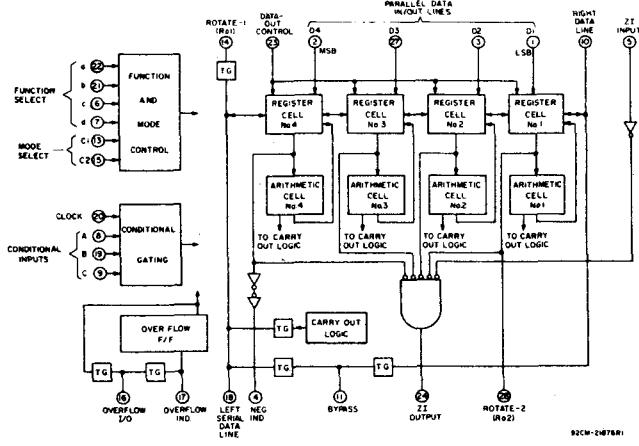 PARALLEL DATA
IN/OUT LINES
ROTATE-1
(Ro1)
14
DATA-
OUT
CONTROL
23
D4
2
MSB
D3
27
D2
3
D1
1
LSB
RIGHT
DATA
LINE
10
ZI
INPUT
5
TG
FUNCTION
SELECT
a 22
b 21
c 6
d 7
MODE
SELECT
C1 13
C2 15
FUNCTION
AND
MODE
CONTROL
REGISTER
CELL
No 4
REGISTER
CELL
No 3
REGISTER
CELL
No 2
REGISTER
CELL
No 1
ARITHMETIC
CELL
No 4
ARITHMETIC
CELL
No 3
ARITHMETIC
CELL
No 2
ARITHMETIC
CELL
No 1
TO CARRY
OUT LOGIC
TO CARRY
OUT LOGIC
TO CARRY
OUT LOGIC
TO CARRY
OUT LOGIC
CLOCK 20
CONDITIONAL
INPUTS
A 8
B 19
C 9
CONDITIONAL
GATING
OVER FLOW
F/F
TG
TG
TG
CARRY OUT
LOGIC
TG
TG
16
OVERFLOW
I/O
17
OVERFLOW
IND.
18
LEFT
SERIAL DATA
LINE
4
NEG
IND
11
BYPASS
24
ZI
OUTPUT
28
ROTATE-2
(Ro2)
92CM-21876R1